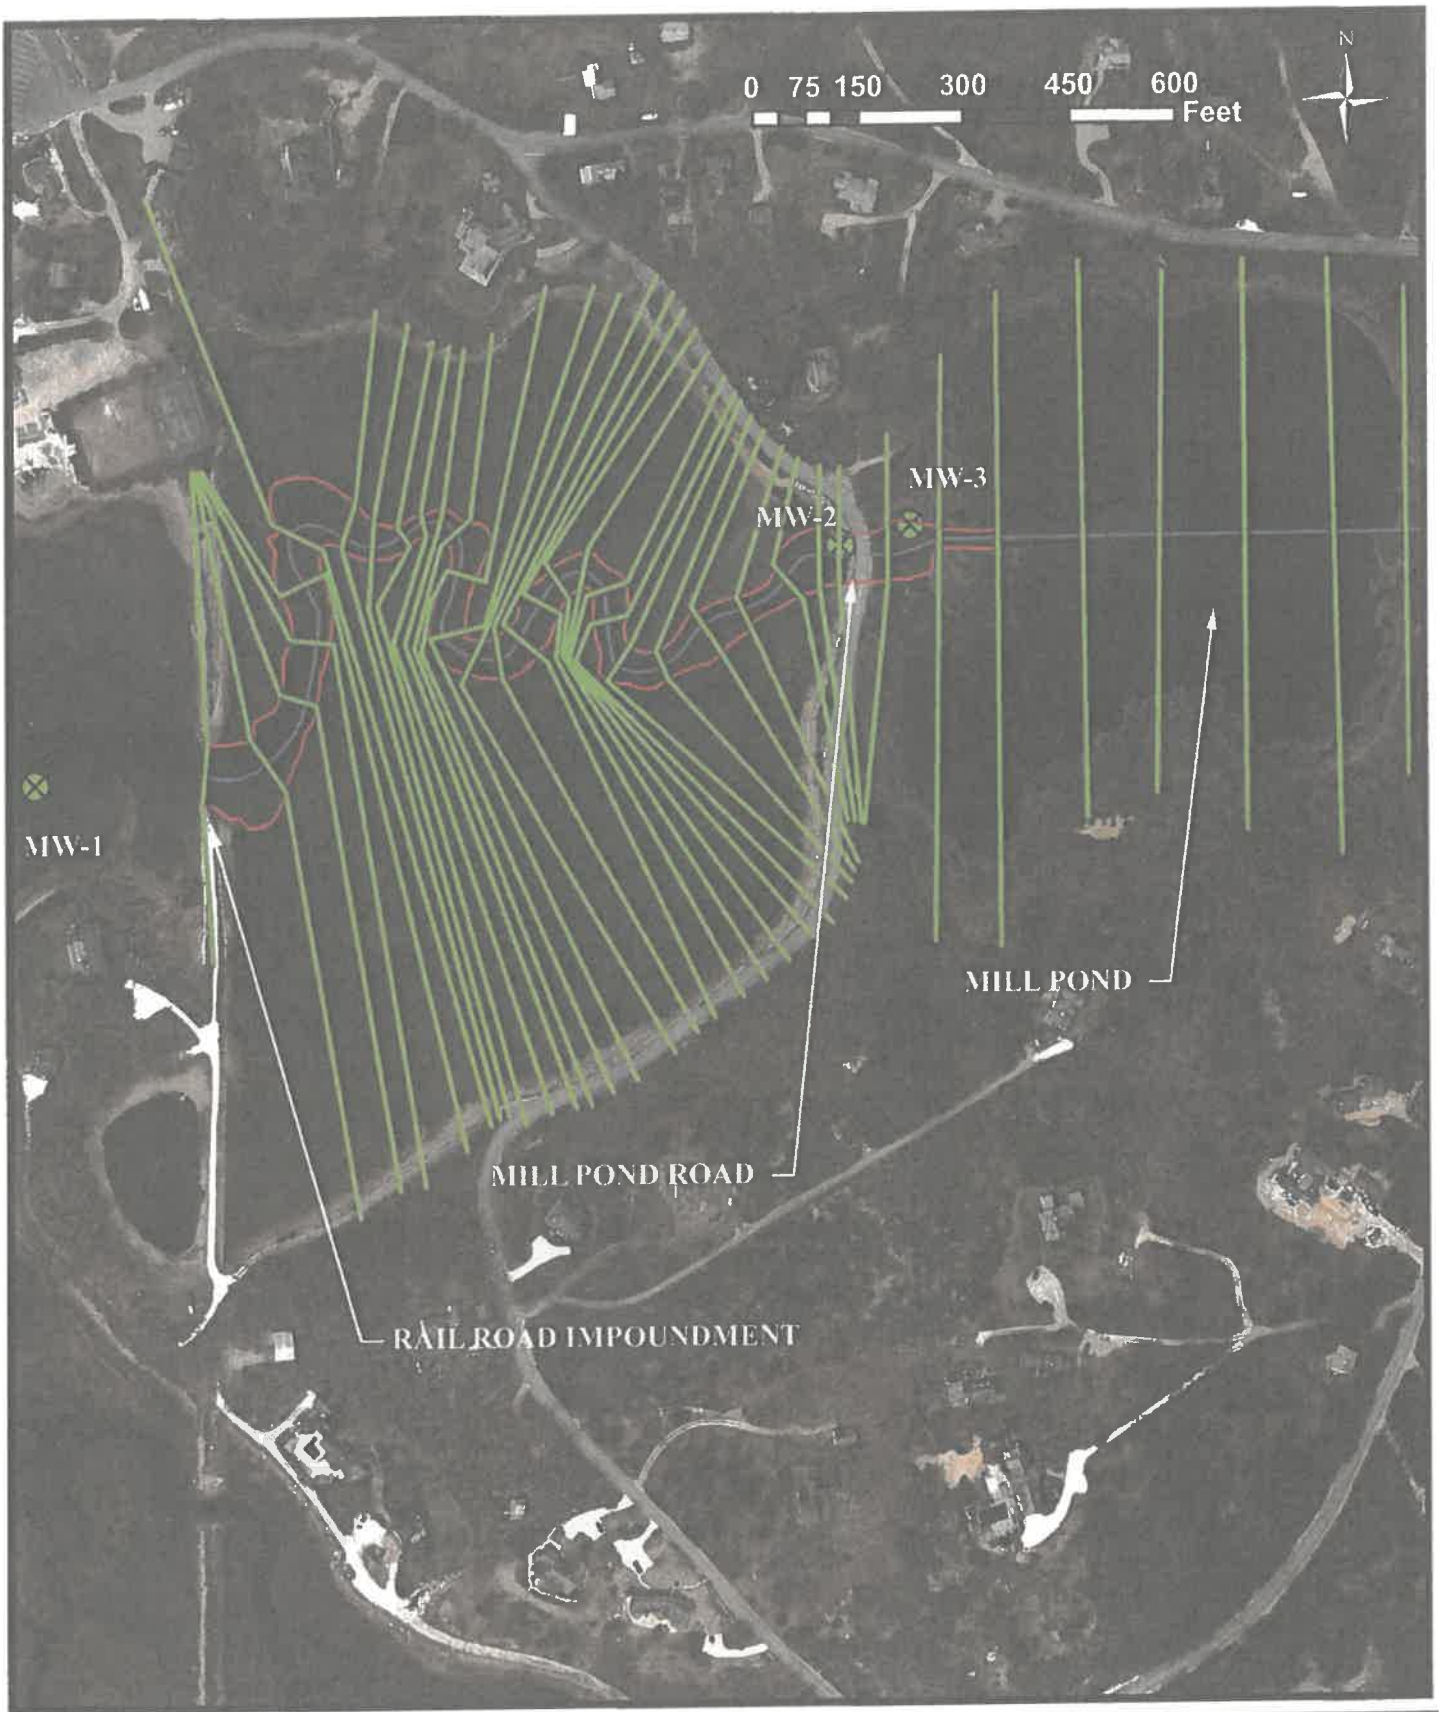 N
0 75 150 300 450 600
Feet
MW-3
MW-2
MW-1
MILL POND
MILL POND ROAD
RAIL ROAD IMPOUNDMENT